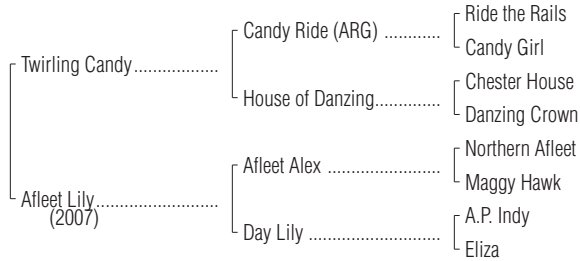 Ride the Rails
Candy Ride (ARG) ............
Candy Girl
Twirling Candy..................
Chester House
House of Danzing..............
Danzing Crown
Northern Afleet
Afleet Alex ........................
Maggy Hawk
Afleet Lily..........................
(2007)
A.P. Indy
Day Lily ............................
Eliza